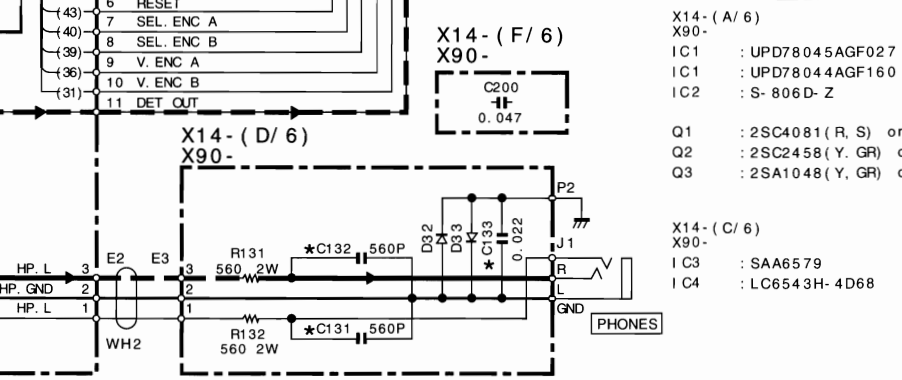 6 RESET
(43)
7 SEL. ENC A
(40)
8 SEL. ENC B
(39)
9 V. ENC A
(36)
10 V. ENC B
(31)
11 DET OUT
X14-(F/6)
X90-
C200
0.047
X14-(D/6)
X90-
P2
D32
D33
C133
0.022
*
J1
E2
E3
R131
560 2W
*C132
560P
HP. L
3
3
R
HP. GND
2
2
L
HP. L
1
1
GND
*C131
560P
R132
560 2W
WH2
PHONES
X14-(A/6)
X90-
IC1 : UPD78045AGF027
IC1 : UPD78044AGF160
IC2 : S-806D-Z
Q1 : 2SC4081(R, S) or
Q2 : 2SC2458(Y. GR)
Q3 : 2SA1048(Y, GR)
X14-(C/6)
X90-
IC3 : SAA6579
IC4 : LC6543H-4D68